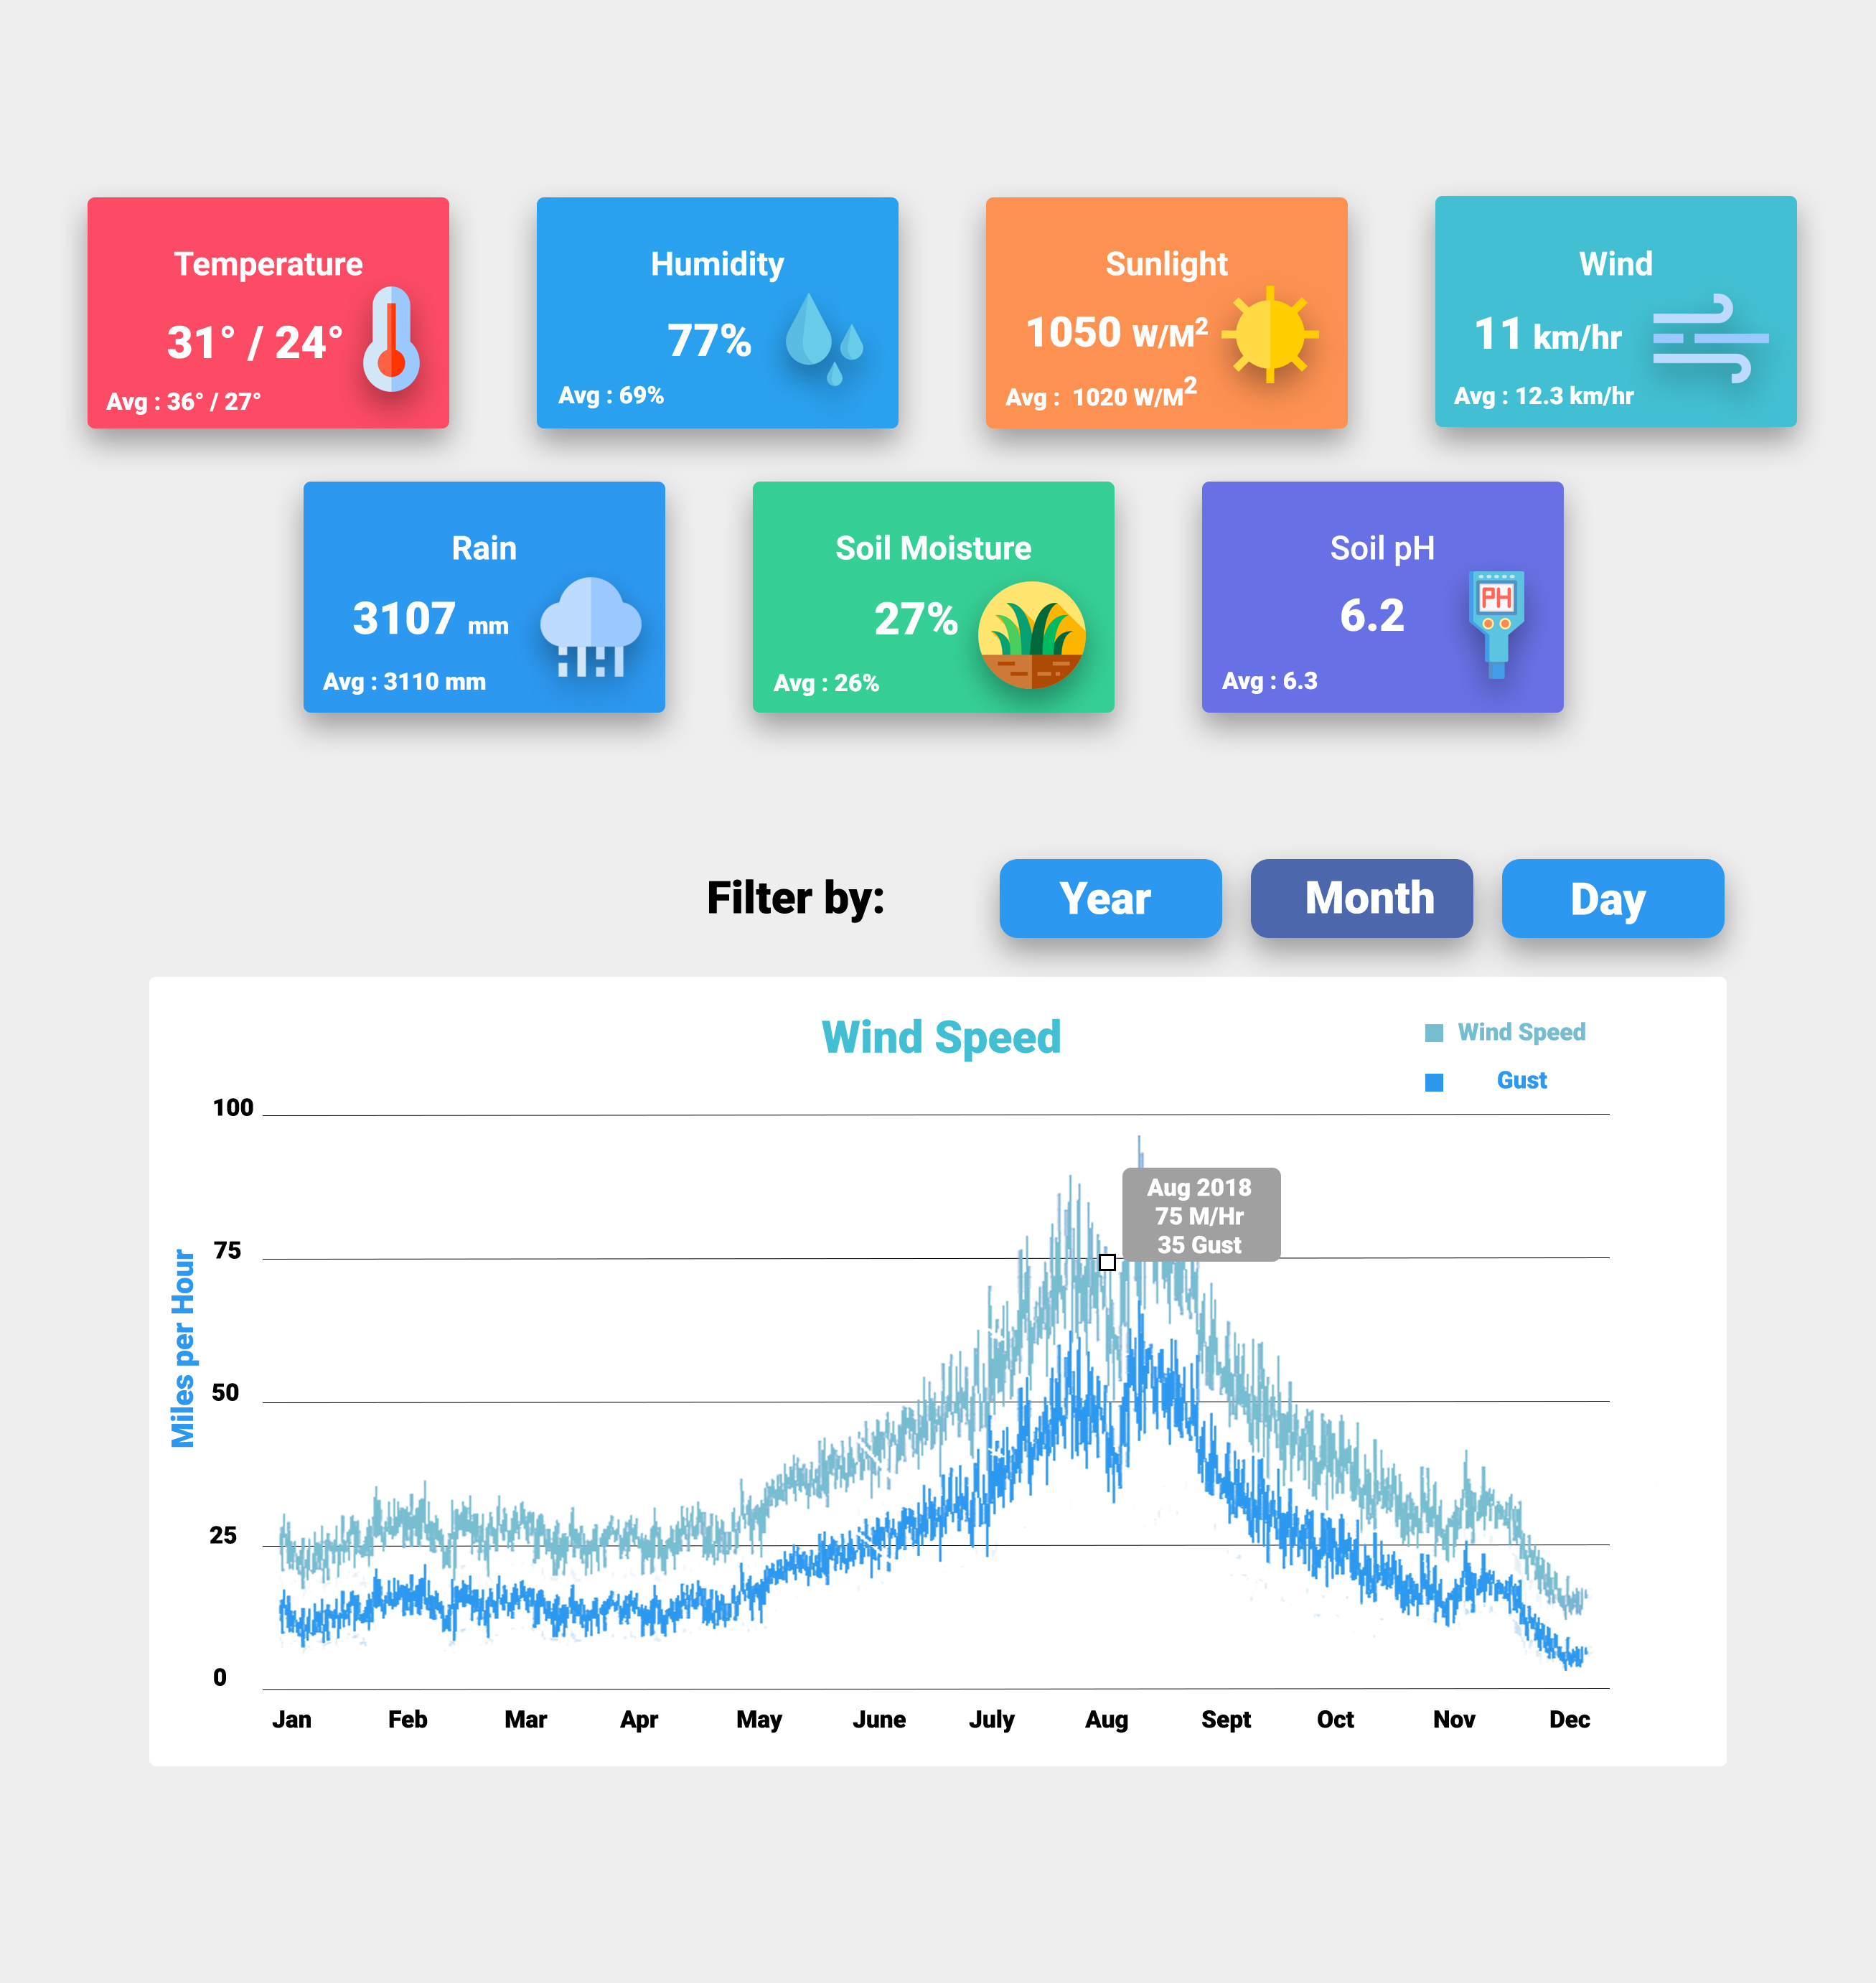 Temperature
31° / 24°
Avg : 36° / 27°
Humidity
77%
Avg : 69%
Sunlight
1050 W/M²
Avg : 1020 W/M²
Wind
11 km/hr
Avg : 12.3 km/hr
Rain
3107 mm
Avg : 3110 mm
Soil Moisture
27%
Avg : 26%
Soil pH
6.2
PH
Avg : 6.3
Filter by:
Year
Month
Day
Wind Speed
Wind Speed
Gust
Miles per Hour
100
75
50
25
0
Aug 2018
75 M/Hr
35 Gust
Jan Feb Mar Apr May June July Aug Sept Oct Nov Dec